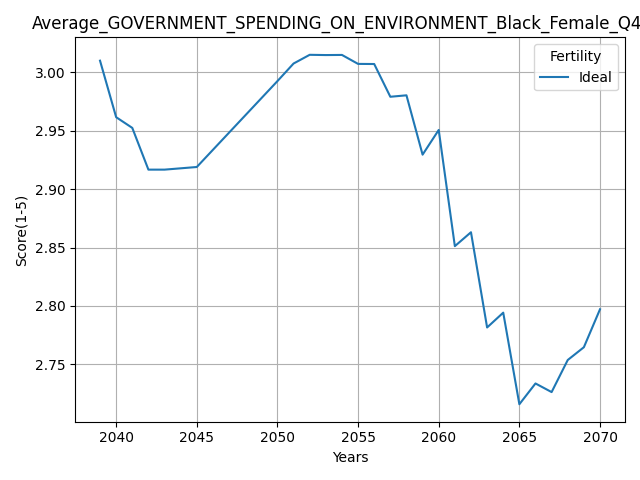 Average_GOVERNMENT_SPENDING_ON_ENVIRONMENT_Black_Female_Q4
Fertility
Ideal
Score(1-5)
3.00
2.95
2.90
2.85
2.80
2.75
2040 2045 2050 2055 2060 2065 2070
Years